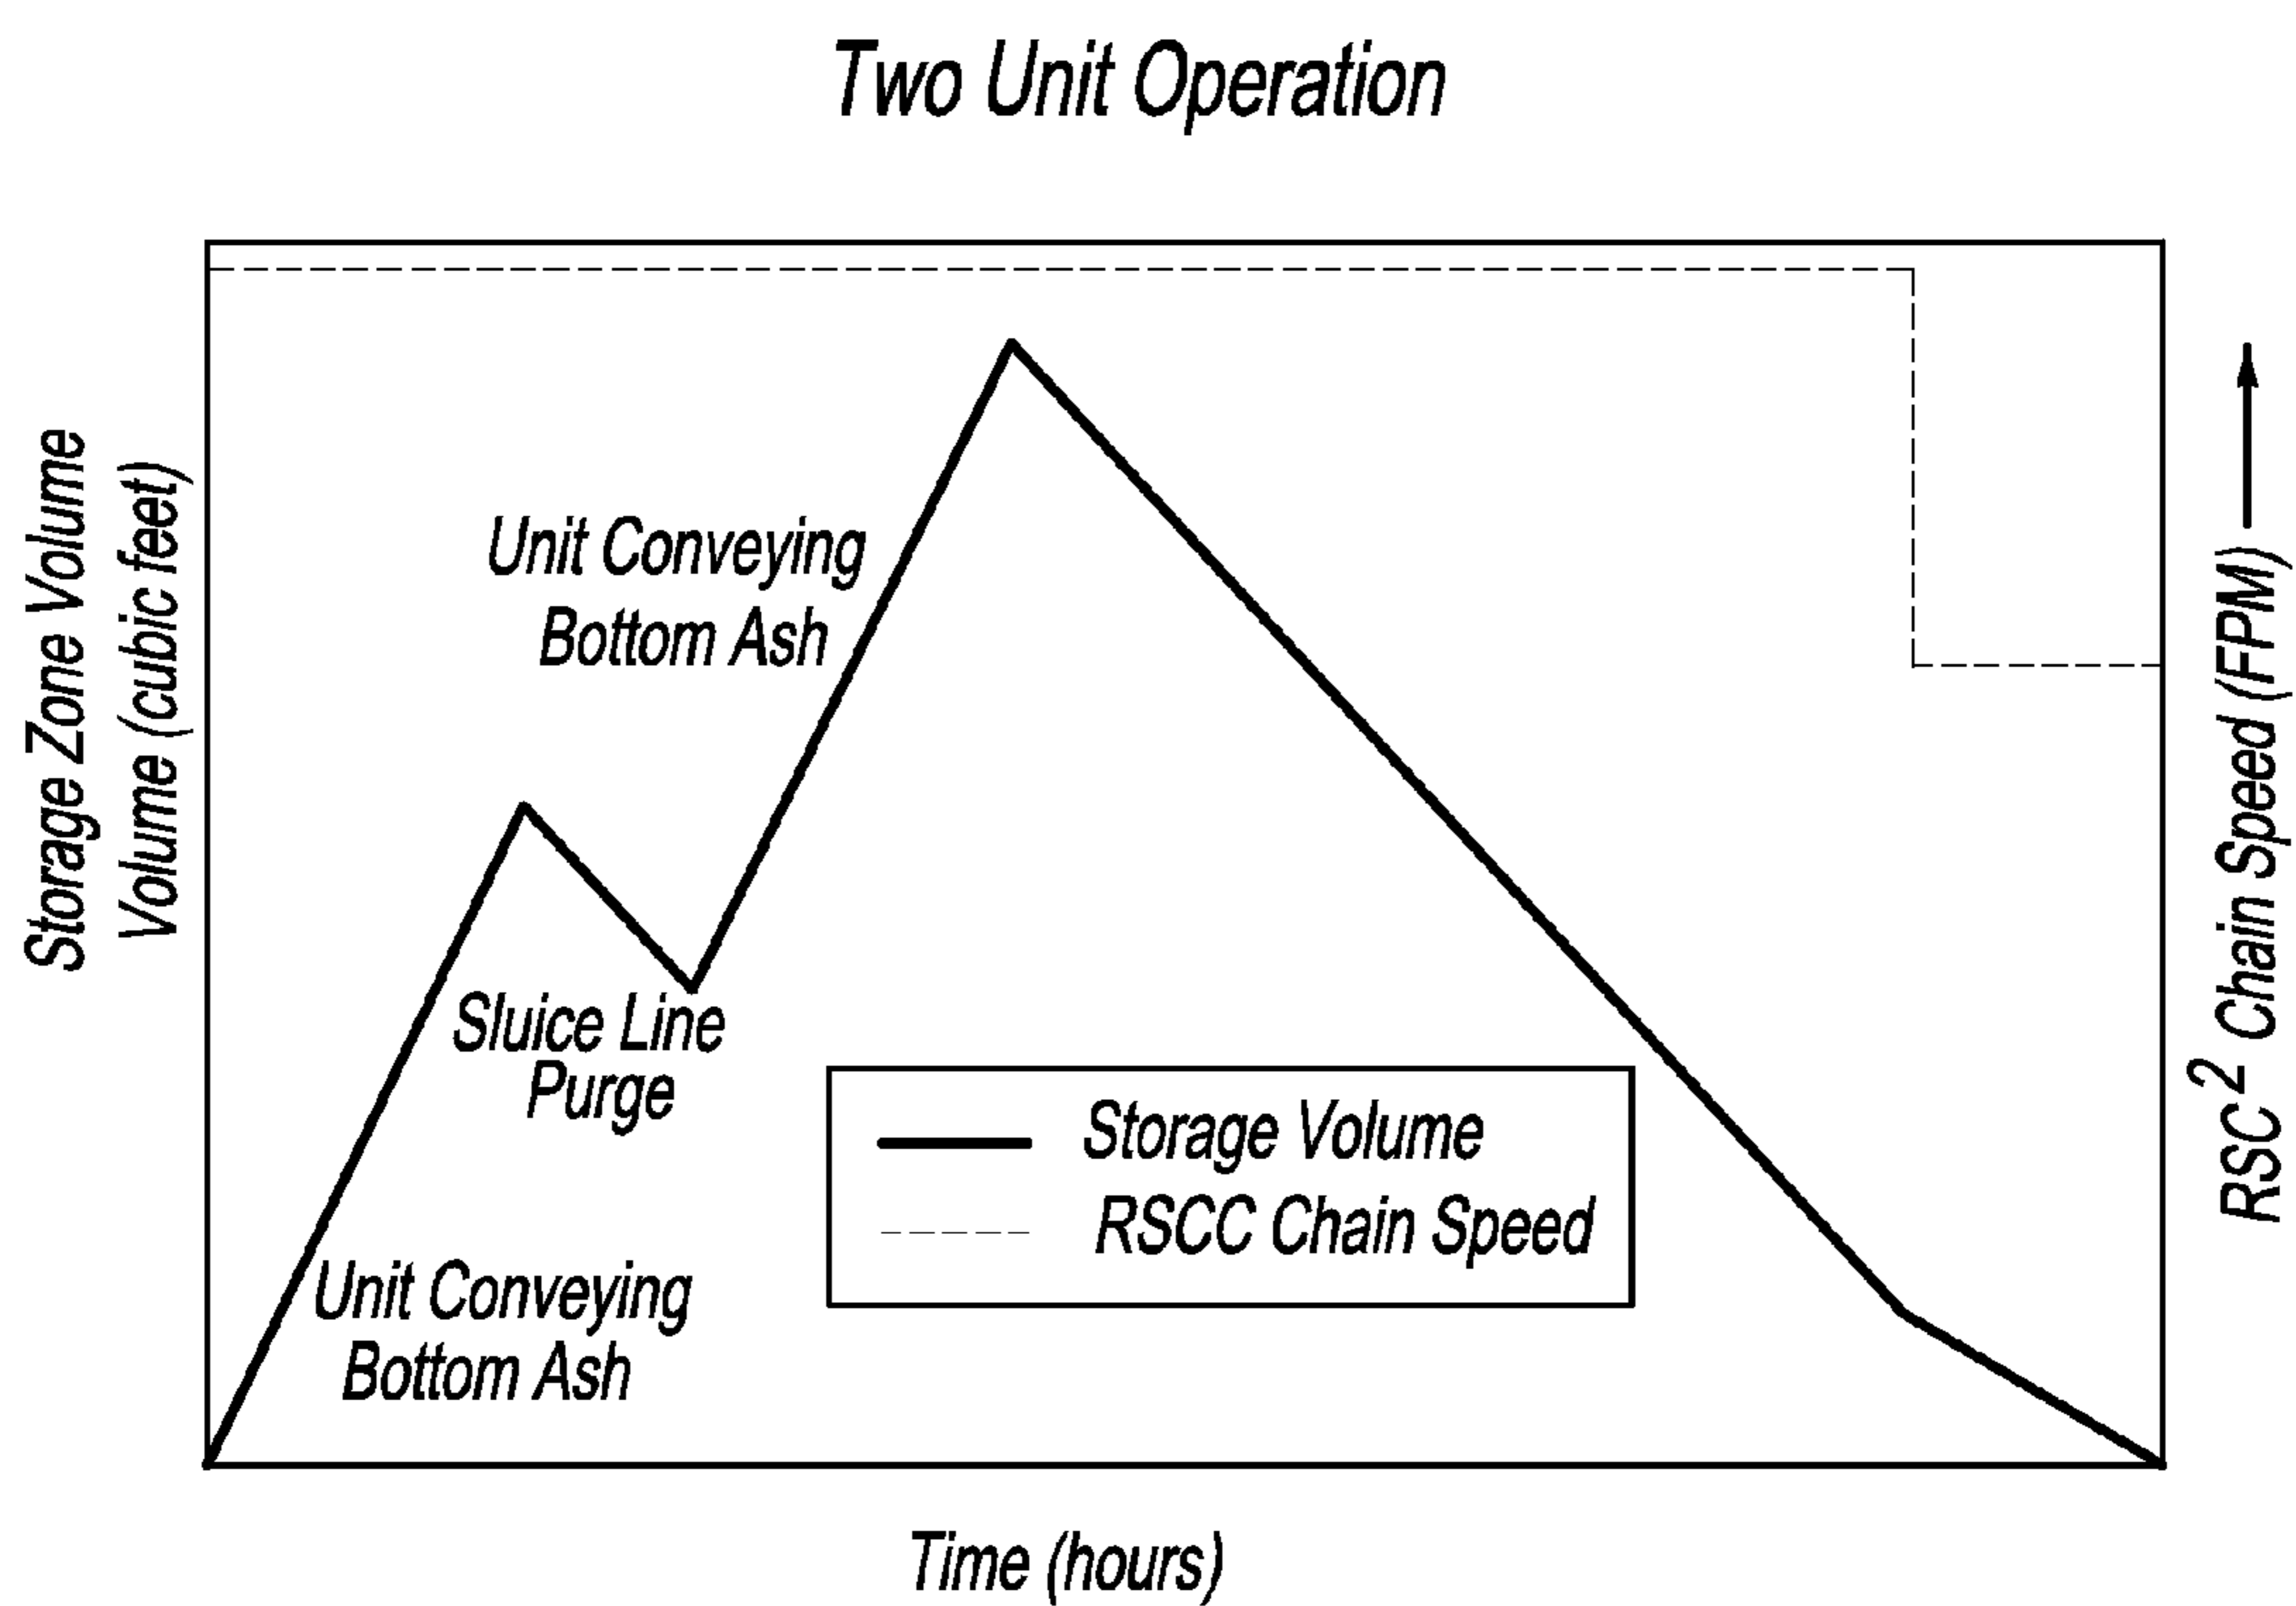 Two Unit Operation
Storage Zone Volume
Volume (cubic feet)
Unit Conveying
Bottom Ash
Sluice Line
Purge
Unit Conveying
Bottom Ash
Storage Volume
RSCC Chain Speed
RSC² Chain Speed (FPM)
Time (hours)